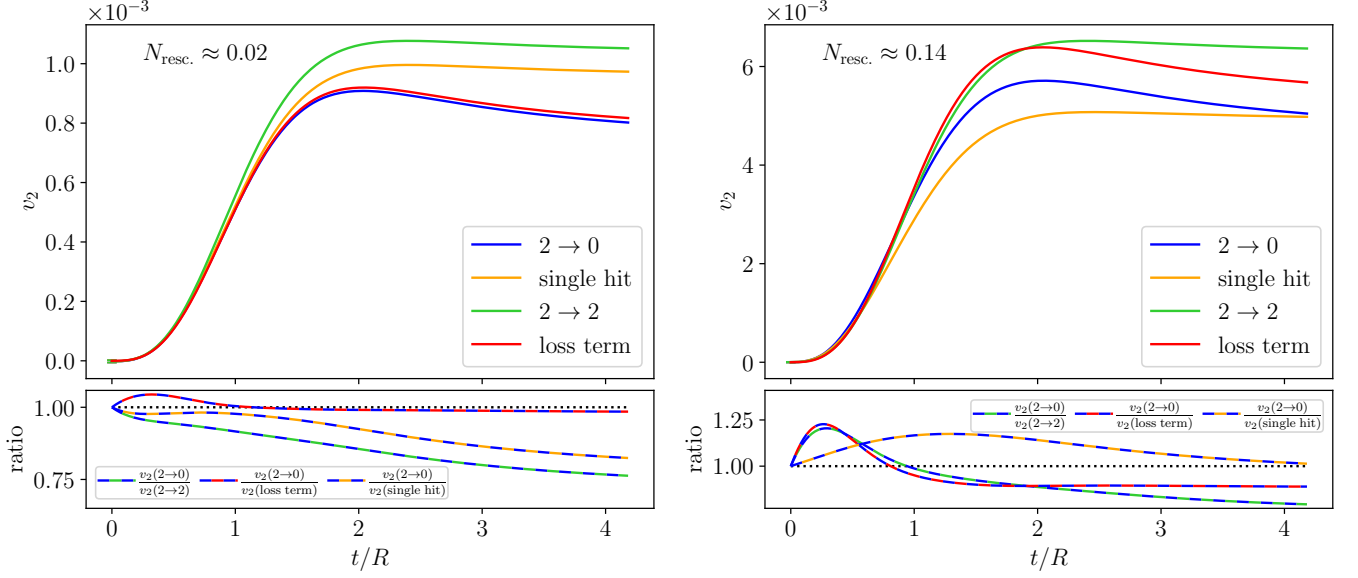 ×10⁻³
N_resc. ≈ 0.02
1.0
0.8
0.6
0.4
0.2
0.0
v₂
2 → 0
single hit
2 → 2
loss term
1.00
0.75
ratio
v₂(2→0)/v₂(2→2) v₂(2→0)/v₂(loss term) v₂(2→0)/v₂(single hit)
0 1 2 3 4
t/R
×10⁻³
N_resc. ≈ 0.14
6
4
2
0
v₂
2 → 0
single hit
2 → 2
loss term
1.25
1.00
ratio
v₂(2→0)/v₂(2→2) v₂(2→0)/v₂(loss term) v₂(2→0)/v₂(single hit)
0 1 2 3 4
t/R